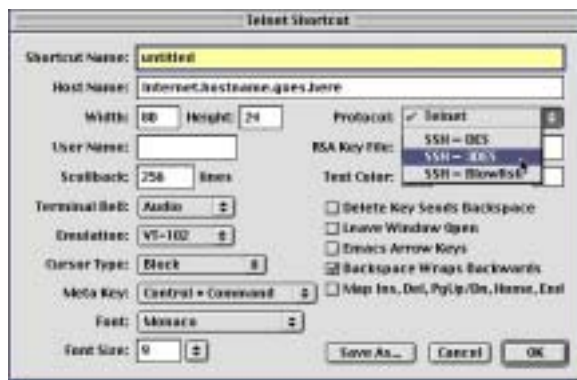 Telnet Shortcut
Shortcut Name: untitled
Host Name: internet.hostname.goes.here
Width: 80 Height: 24 Protocol: ✓ Telnet
SSH – DES
User Name: RSA Key File:
SSH – 3DES
Scrollback: 256 lines Text Color: SSH – Blowfish
Terminal Bell: Audio Delete Key Sends Backspace
Leave Window Open
Emulation: VT-102
Emacs Arrow Keys
Cursor Type: Block Backspace Wraps Backwards
Meta Key: Control + Command Map Ins, Del, PgUp/Dn, Home, End
Font: Monaco
Font Size: 9 Save As... Cancel OK